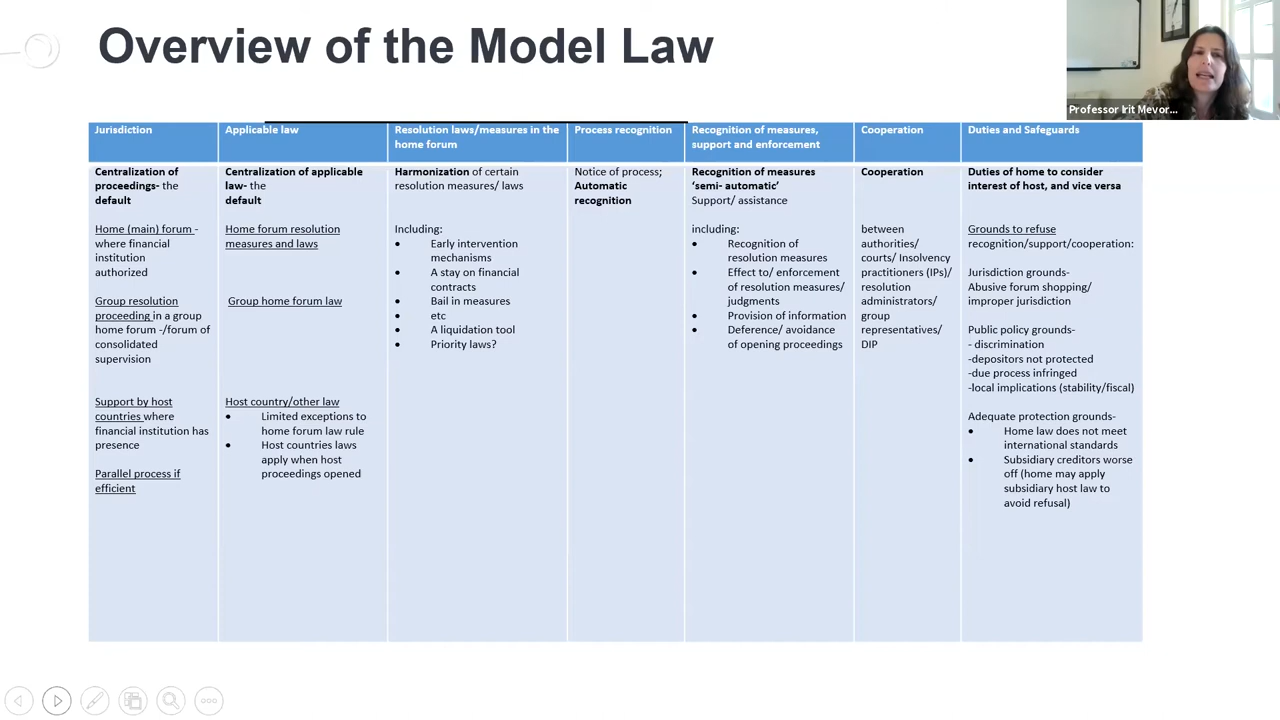 Overview of the Model Law
Professor Irit Mevor...
Jurisdiction
Centralization of
proceedings- the
default
Home (main) forum -
where financial
institution
authorized
Group resolution
proceeding in a group
home forum -/forum of
consolidated
supervision
Support by host
countries where
financial institution has
presence
Parallel process if
efficient
Applicable law
Centralization of applicable
law- the
default
Home forum resolution
measures and laws
Group home forum law
Host country/other law
• Limited exceptions to
home forum law rule
• Host countries laws
apply when host
proceedings opened
Resolution laws/measures in the
home forum
Harmonization of certain
resolution measures/ laws
Including:
• Early intervention
mechanisms
• A stay on financial
contracts
• Bail in measures
• etc
• A liquidation tool
• Priority laws?
Process recognition
Notice of process;
Automatic
recognition
Recognition of measures,
support and enforcement
Recognition of measures
‘semi- automatic’
Support/ assistance
including:
• Recognition of
resolution measures
• Effect to/ enforcement
of resolution measures/
judgments
• Provision of information
• Deference/ avoidance
of opening proceedings
Cooperation
Cooperation
between
authorities/
courts/ Insolvency
practitioners (IPs)/
resolution
administrators/
group
representatives/
DIP
Duties and Safeguards
Duties of home to consider
interest of host, and vice versa
Grounds to refuse
recognition/support/cooperation:
Jurisdiction grounds-
Abusive forum shopping/
improper jurisdiction
Public policy grounds-
- discrimination
-depositors not protected
-due process infringed
-local implications (stability/fiscal)
Adequate protection grounds-
• Home law does not meet
international standards
• Subsidiary creditors worse
off (home may apply
subsidiary host law to
avoid refusal)